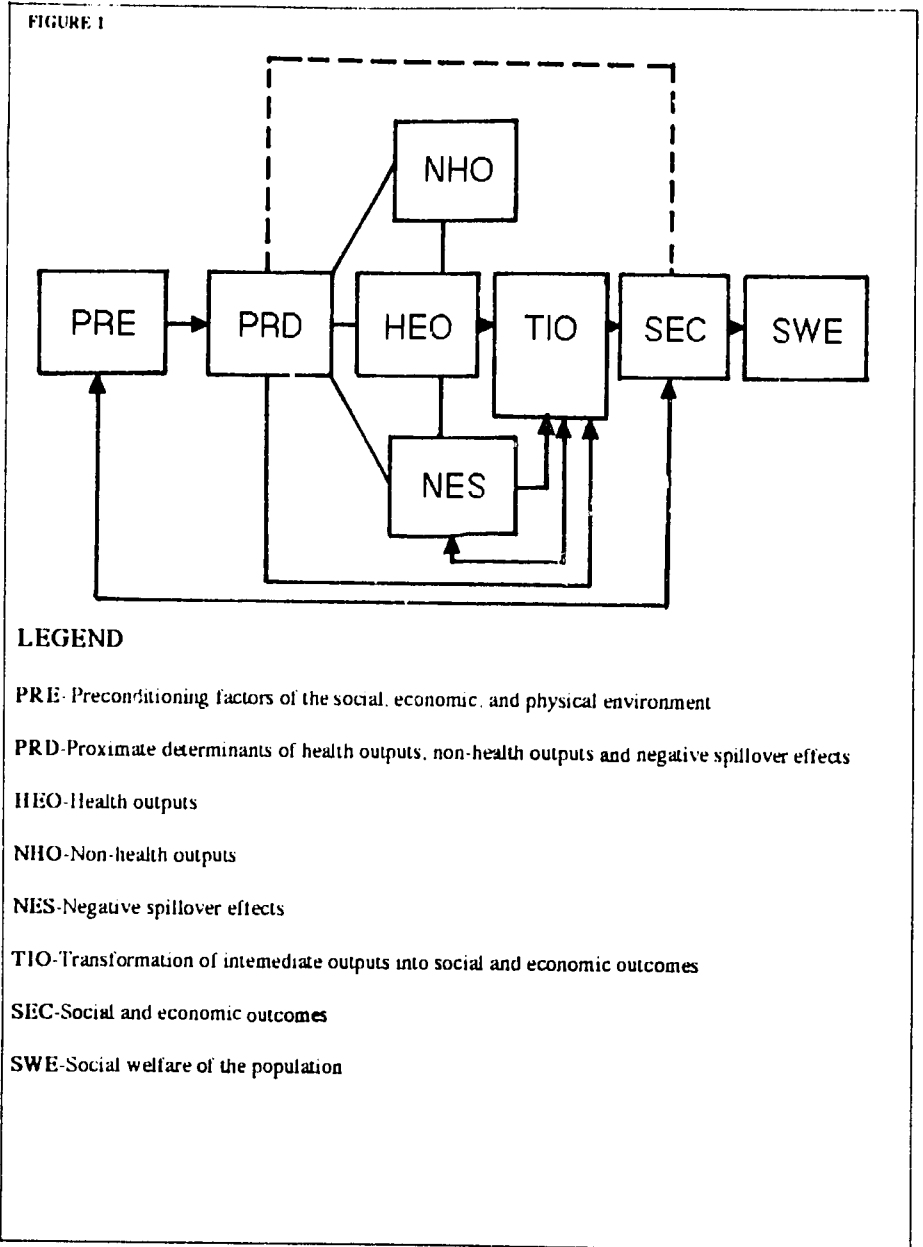 FIGURE 1
NHO
PRE
PRD
HEO
TIO
SEC
SWE
NES
LEGEND
PRE- Preconditioning factors of the social, economic, and physical environment
PRD-Proximate determinants of health outputs, non-health outputs and negative spillover effects
HEO-Health outputs
NHO-Non-health outputs
NES-Negative spillover effects
TIO-Transformation of intemediate outputs into social and economic outcomes
SEC-Social and economic outcomes
SWE-Social welfare of the population